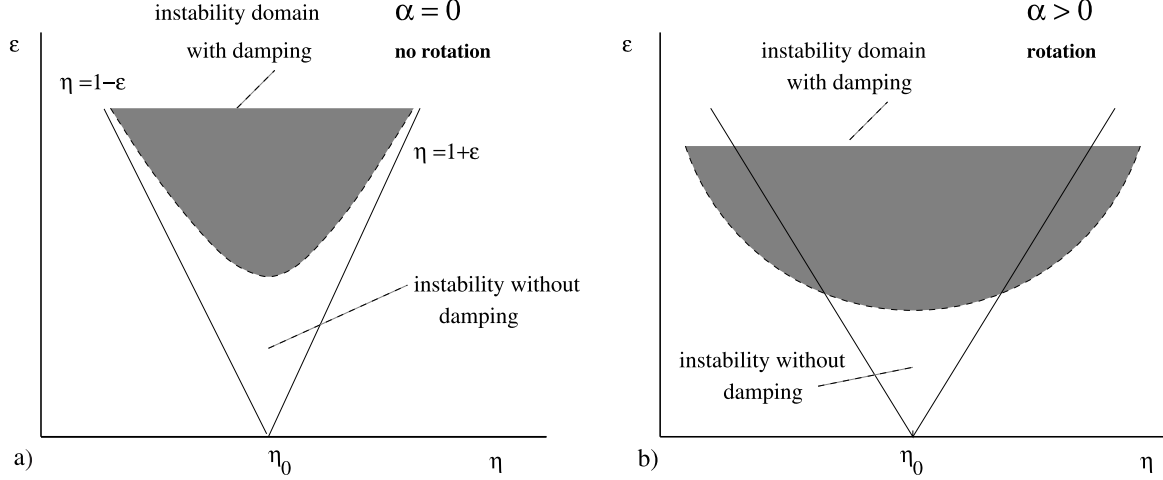 instability domain
α = 0
ε
with damping
no rotation
η = 1−ε
η = 1+ε
instability without
damping
a)
η0
η
α > 0
ε
instability domain
rotation
with damping
instability without
damping
b)
η0
η